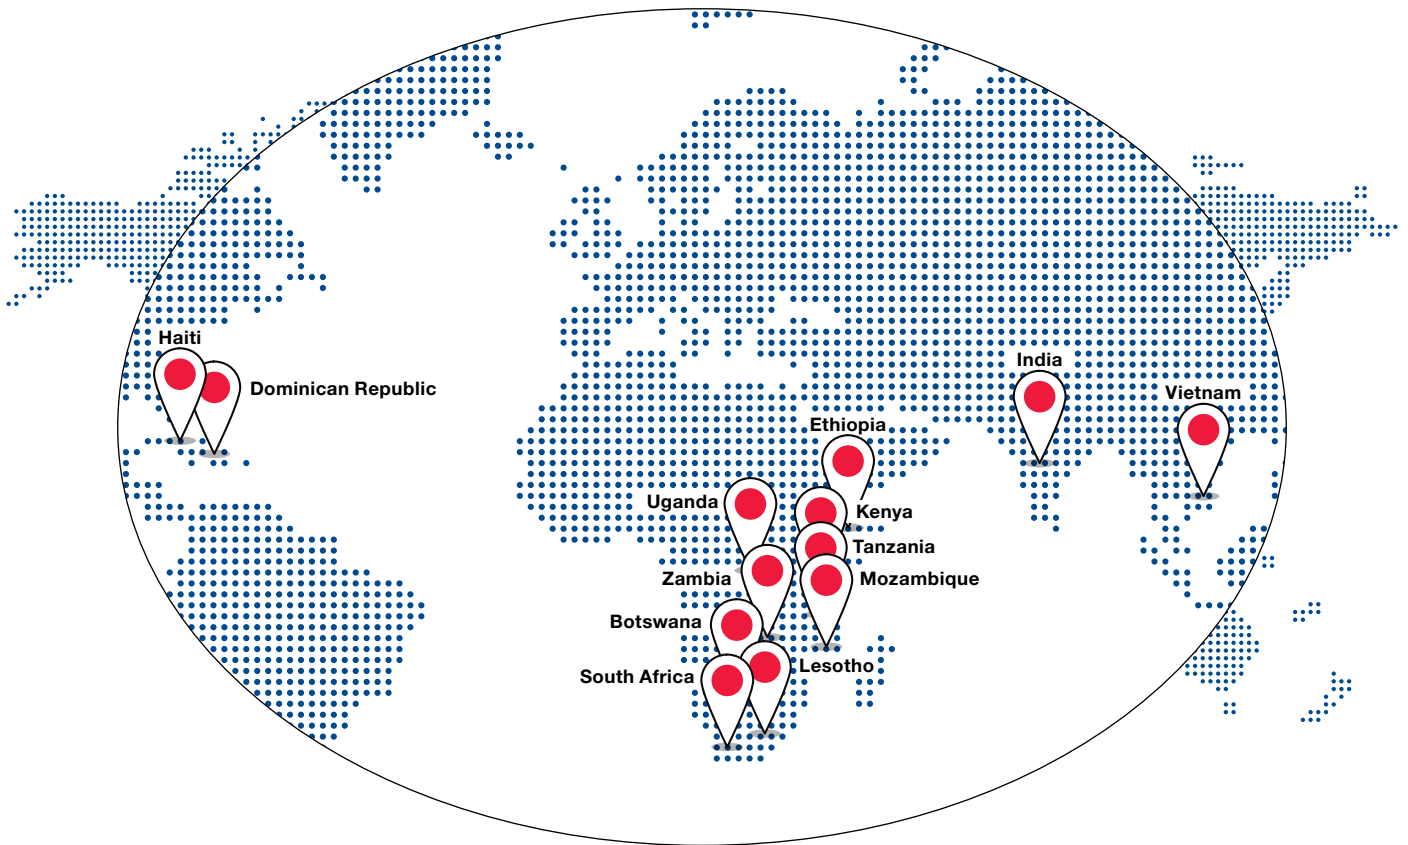 Haiti
Dominican Republic
India
Vietnam
Ethiopia
Uganda
Kenya
Tanzania
Zambia
Mozambique
Botswana
Lesotho
South Africa